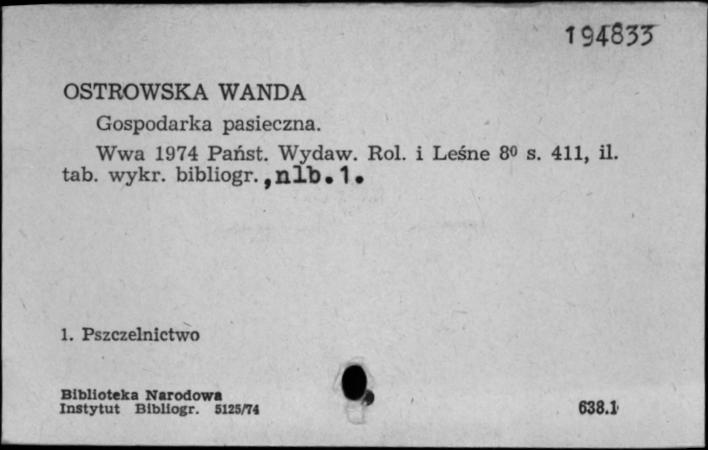 194833
OSTROWSKA WANDA
Gospodarka pasieczna.
Wwa 1974 Państ. Wydaw. Rol. i Leśne 8⁰ s. 411, il.
tab. wykr. bibliogr., nlb. 1.
1. Pszczelnictwo
Biblioteka Narodowa
Instytut Bibliogr. 5125/74
638.1